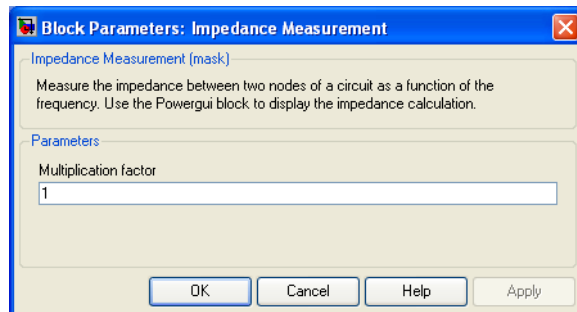 Block Parameters: Impedance Measurement
Impedance Measurement (mask)
Measure the impedance between two nodes of a circuit as a function of the
frequency. Use the Powergui block to display the impedance calculation.
Parameters
Multiplication factor
1
OK Cancel Help Apply